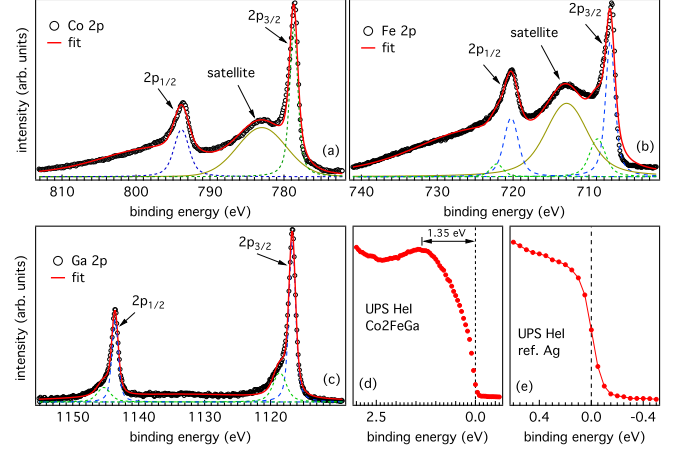 intensity (arb. units)
Co 2p
fit
2p1/2
satellite
2p3/2
(a)
810 800 790 780
binding energy (eV)
Fe 2p
fit
2p1/2
satellite
2p3/2
(b)
740 730 720 710
binding energy (eV)
intensity (arb. units)
Ga 2p
fit
2p1/2
2p3/2
(c)
1150 1140 1130 1120
binding energy (eV)
1.35 eV
UPS HeI
Co2FeGa
(d)
2.5 0.0
binding energy (eV)
UPS HeI
ref. Ag
(e)
0.4 0.0 -0.4
binding energy (eV)